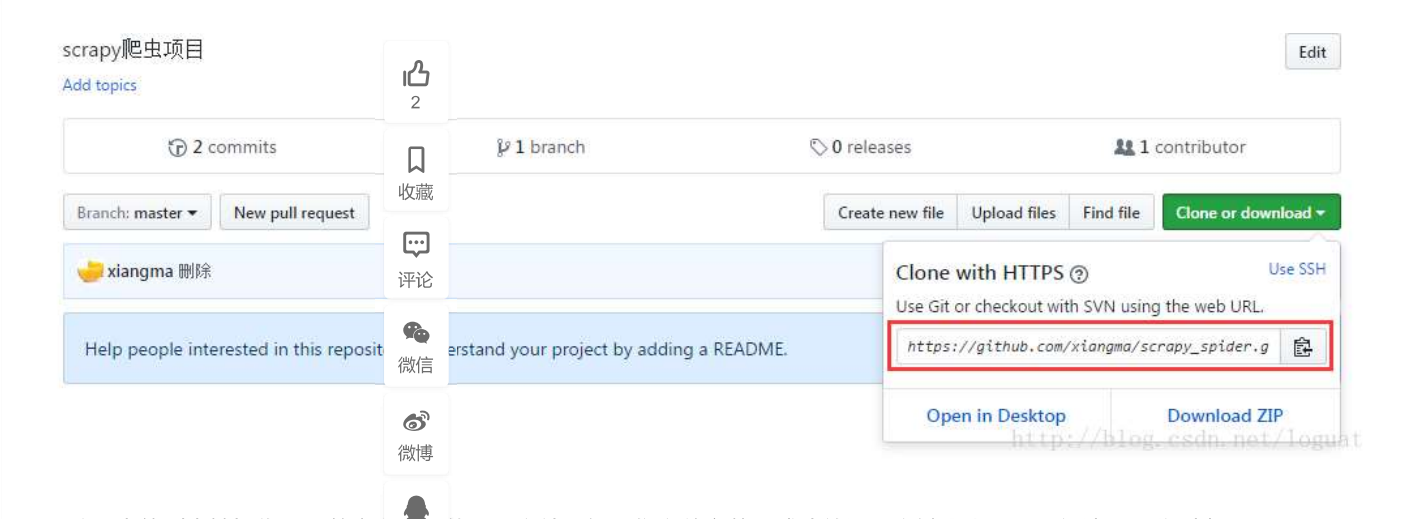 scrapy爬虫项目
Edit
Add topics
2
2 commits
1 branch
0 releases
1 contributor
收藏
Branch: master
New pull request
Create new file
Upload files
Find file
Clone or download
xiangma 删除
评论
Clone with HTTPS
Use SSH
Use Git or checkout with SVN using the web URL.
https://github.com/xiangma/scrapy_spider.g
Help people interested in this reposit erstand your project by adding a README.
微信
Open in Desktop
Download ZIP
http://blog.csdn.net/loguat
微博